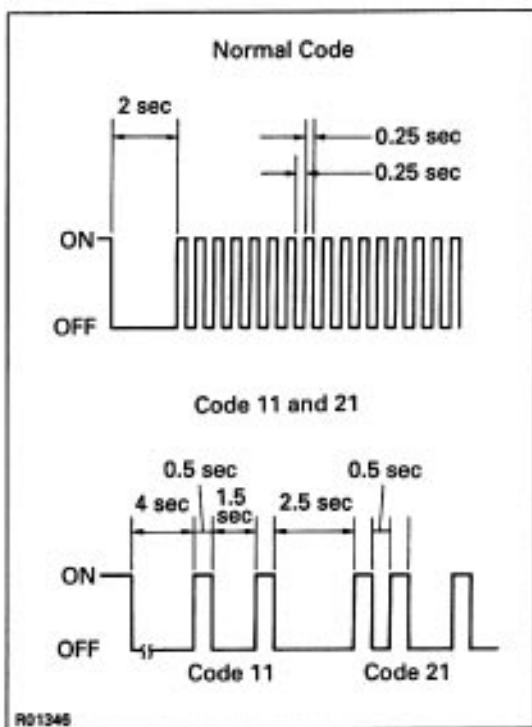 Normal Code
2 sec
0.25 sec
0.25 sec
ON
OFF
Code 11 and 21
0.5 sec
0.5 sec
4 sec
1.5
sec
2.5 sec
ON
OFF
Code 11
Code 21
R01346